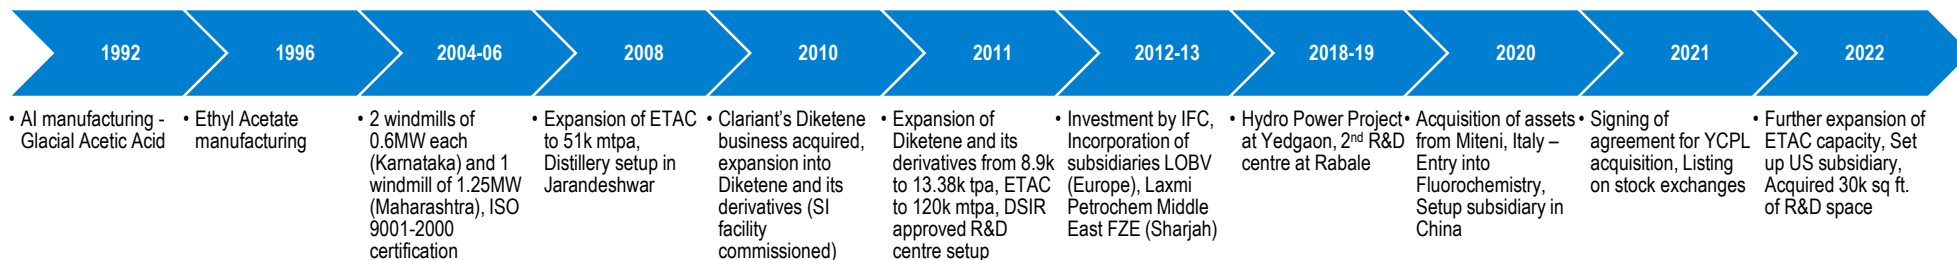 1992
1996
2004-06
2008
2010
2011
2012-13
2018-19
2020
2021
2022
• AI manufacturing -
Glacial Acetic Acid
• Ethyl Acetate
manufacturing
• 2 windmills of
0.6MW each
(Karnataka) and 1
windmill of 1.25MW
(Maharashtra), ISO
9001-2000
certification
• Expansion of ETAC
to 51k mtpa,
Distillery setup in
Jarandeshwar
• Clariant's Diketene
business acquired,
expansion into
Diketene and its
derivatives (SI
facility
commissioned)
• Expansion of
Diketene and its
derivatives from 8.9k
to 13.38k tpa, ETAC
to 120k mtpa, DSIR
approved R&D
centre setup
• Investment by IFC,
Incorporation of
subsidiaries LOBV
(Europe), Laxmi
Petrochem Middle
East FZE (Sharjah)
• Hydro Power Project
at Yedgaon, 2nd R&D
centre at Rabale
• Acquisition of assets
from Miteni, Italy –
Entry into
Fluorochemistry,
Setup subsidiary in
China
• Signing of
agreement for YCPL
acquisition, Listing
on stock exchanges
• Further expansion of
ETAC capacity, Set
up US subsidiary,
Acquired 30k sq ft.
of R&D space